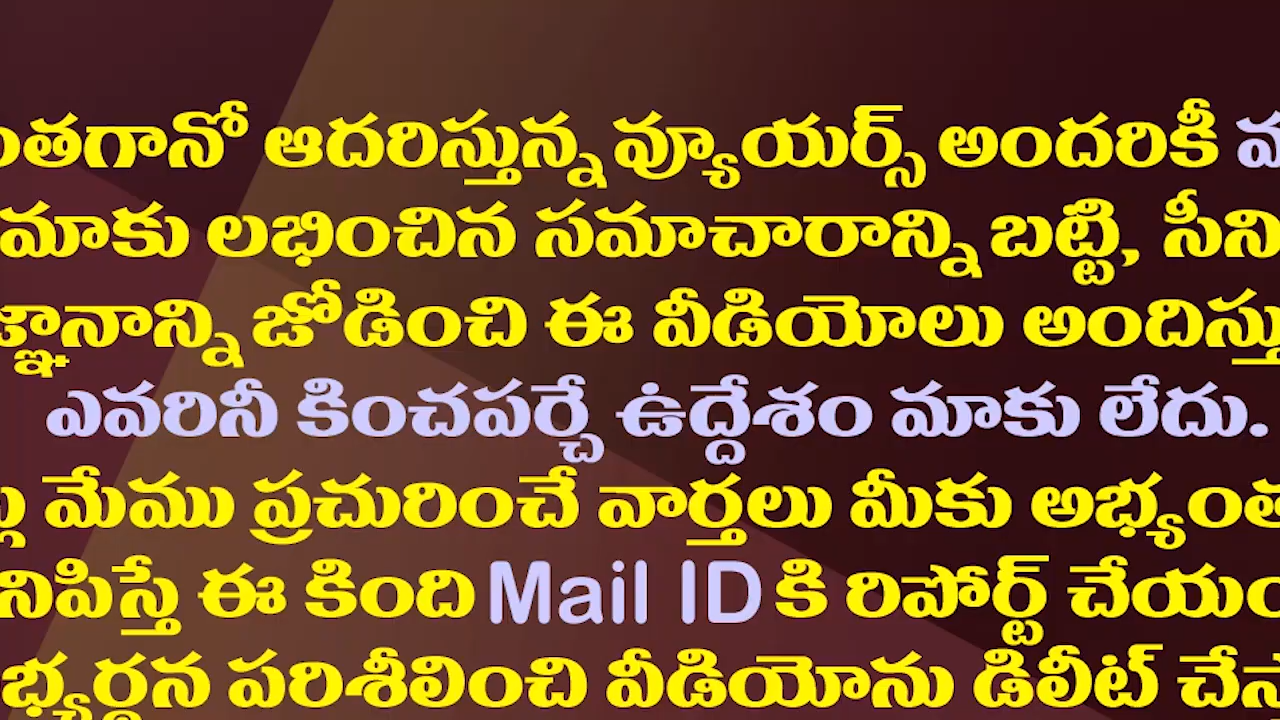 ంతగానో ఆదరిస్తున్న వ్యూయర్స్ అందరికీ
మాకు లభించిన సమాచారాన్ని బట్టి, సీని
జ్ఞానాన్ని జోడించి ఈ వీడియోలు అందిస్తు
ఎవరినీ కించపర్చే ఉద్దేశం మాకు లేదు.
మేము ప్రచురించే వార్తలు మీకు అభ్యంత
నిపిస్తే ఈ కింది Mail ID కి రిపోర్ట్ చేయం
భ్యర్థన పరిశీలించి వీడియోను డిలీట్ చేస